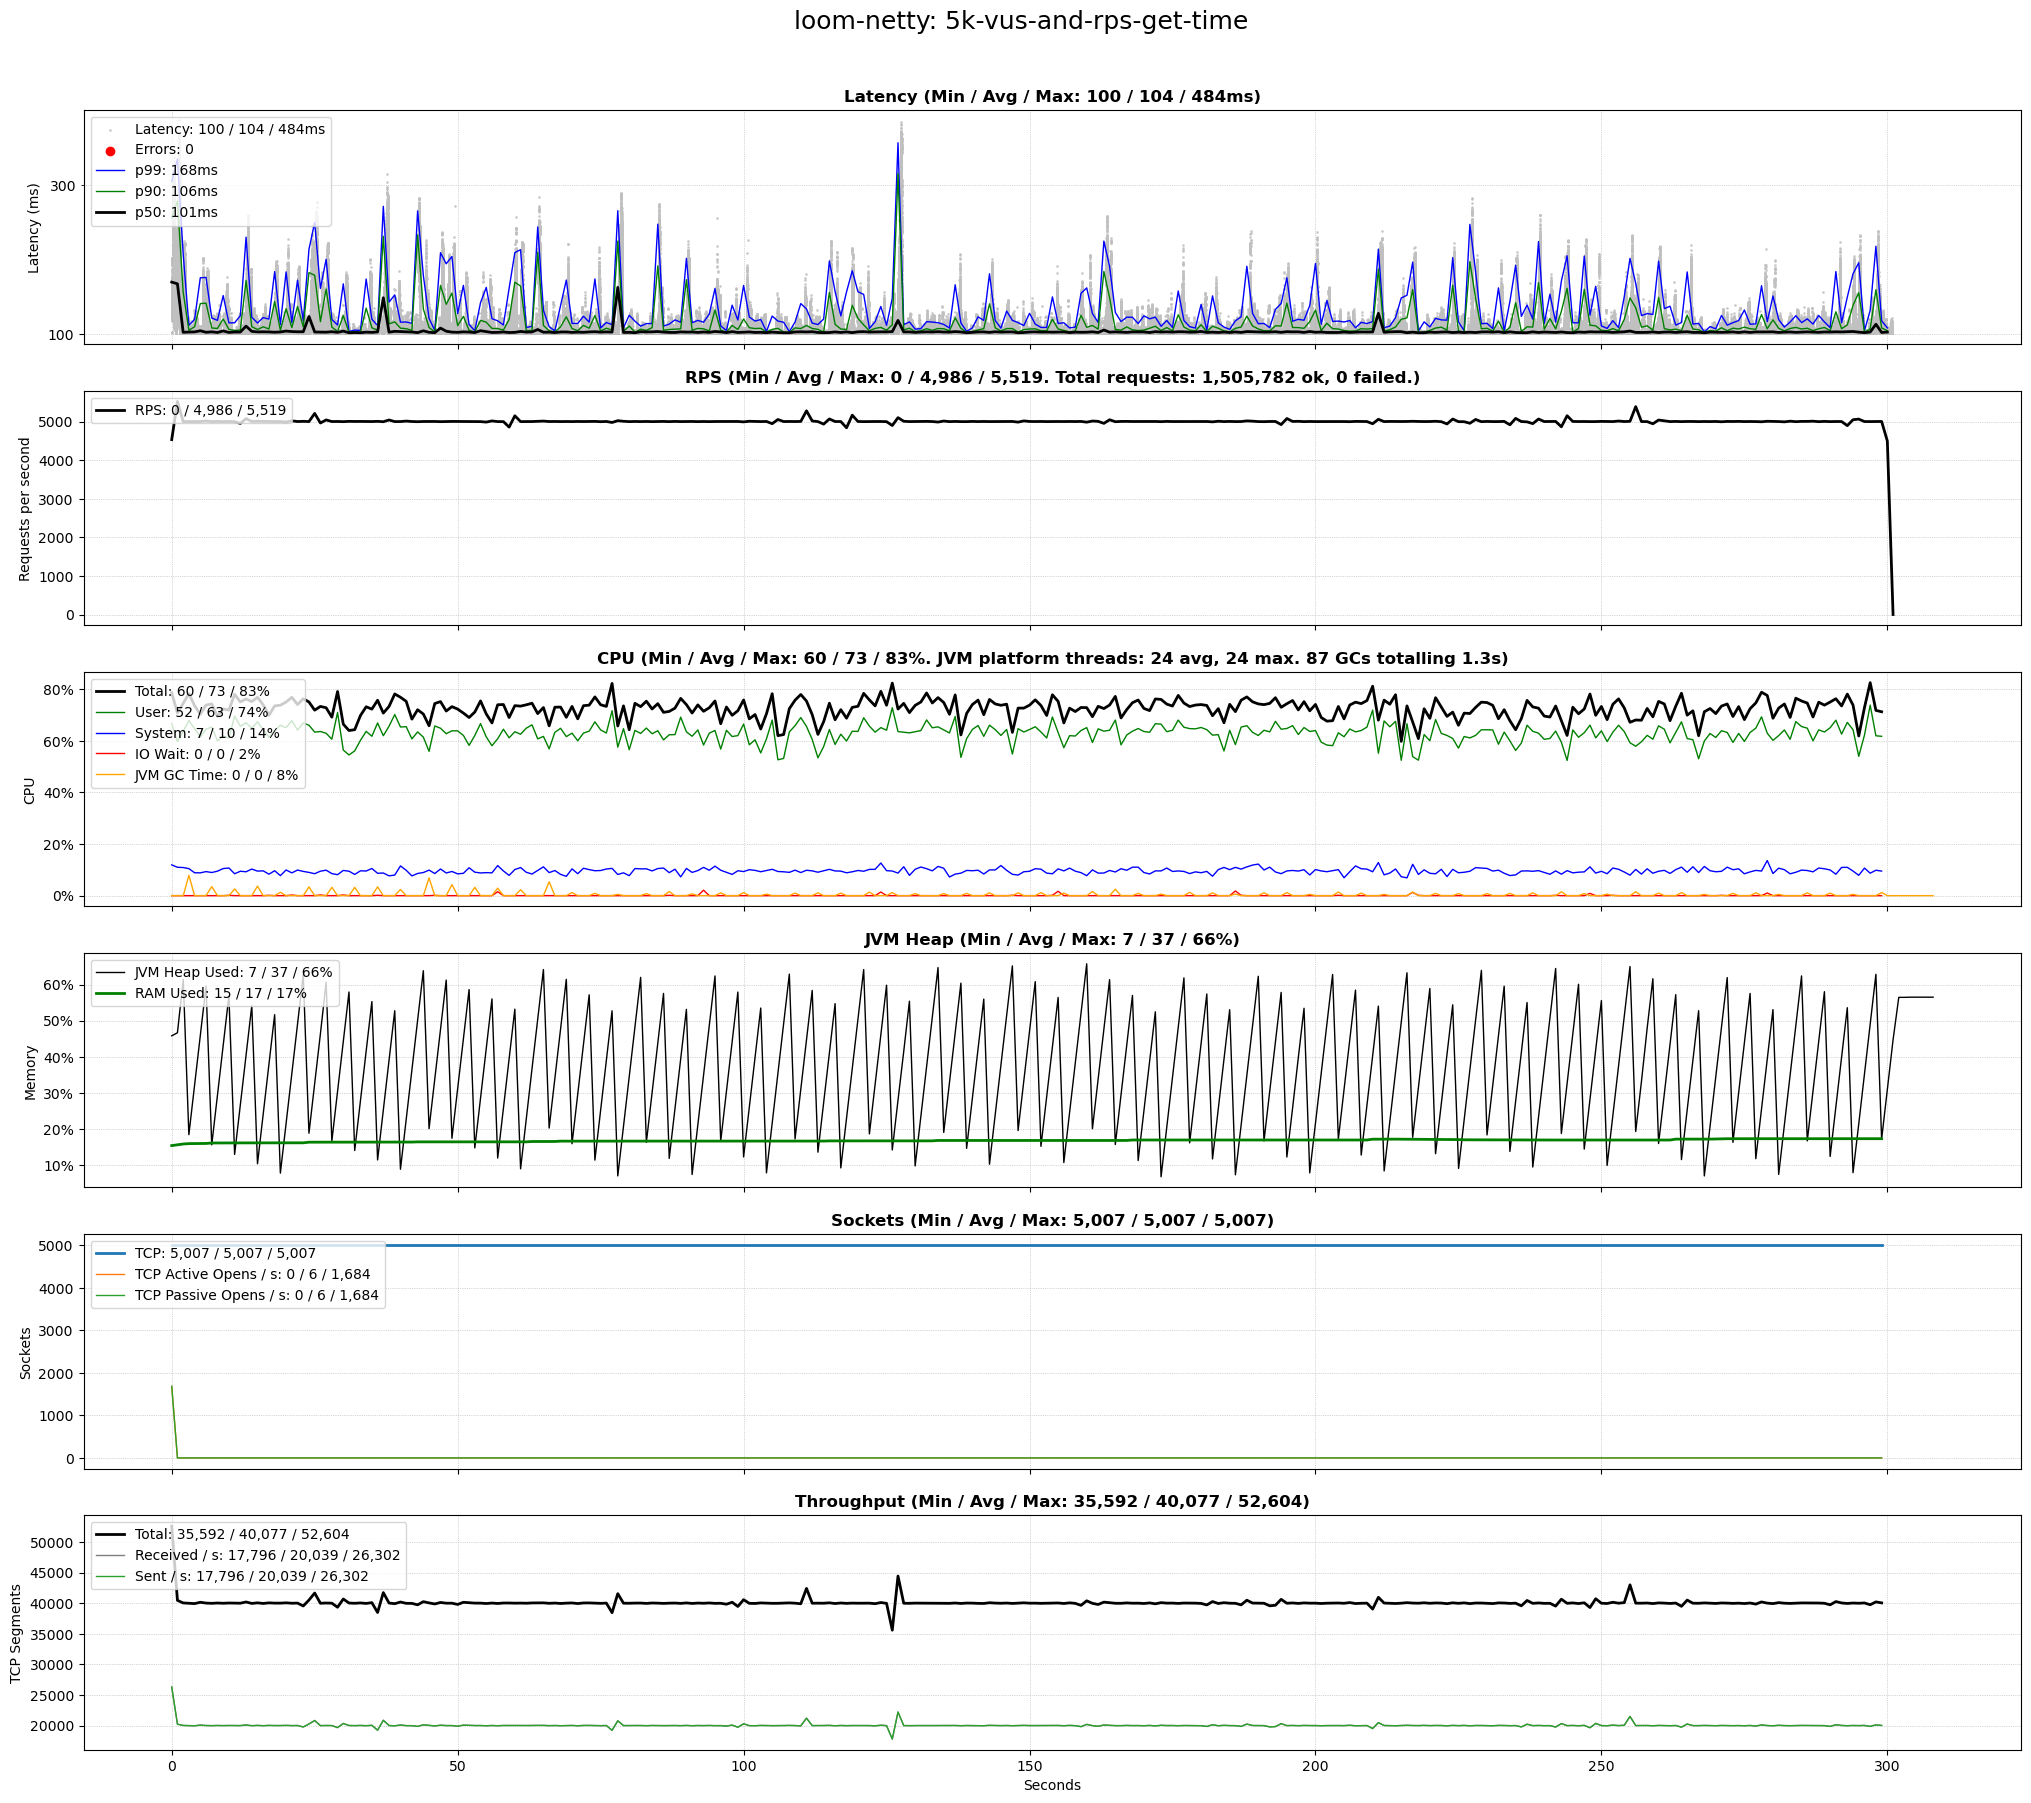 loom-netty: 5k-vus-and-rps-get-time
Latency (Min / Avg / Max: 100 / 104 / 484ms)
Latency: 100 / 104 / 484ms
Errors: 0
p99: 168ms
p90: 106ms
p50: 101ms
Latency (ms)
300
100
RPS (Min / Avg / Max: 0 / 4,986 / 5,519. Total requests: 1,505,782 ok, 0 failed.)
RPS: 0 / 4,986 / 5,519
Requests per second
5000
4000
3000
2000
1000
0
CPU (Min / Avg / Max: 60 / 73 / 83%. JVM platform threads: 24 avg, 24 max. 87 GCs totalling 1.3s)
Total: 60 / 73 / 83%
User: 52 / 63 / 74%
System: 7 / 10 / 14%
IO Wait: 0 / 0 / 2%
JVM GC Time: 0 / 0 / 8%
CPU
80%
60%
40%
20%
0%
JVM Heap (Min / Avg / Max: 7 / 37 / 66%)
JVM Heap Used: 7 / 37 / 66%
RAM Used: 15 / 17 / 17%
Memory
60%
50%
40%
30%
20%
10%
Sockets (Min / Avg / Max: 5,007 / 5,007 / 5,007)
TCP: 5,007 / 5,007 / 5,007
TCP Active Opens / s: 0 / 6 / 1,684
TCP Passive Opens / s: 0 / 6 / 1,684
Sockets
5000
4000
3000
2000
1000
0
Throughput (Min / Avg / Max: 35,592 / 40,077 / 52,604)
Total: 35,592 / 40,077 / 52,604
Received / s: 17,796 / 20,039 / 26,302
Sent / s: 17,796 / 20,039 / 26,302
TCP Segments
50000
45000
40000
35000
30000
25000
20000
0 50 100 150 200 250 300
Seconds